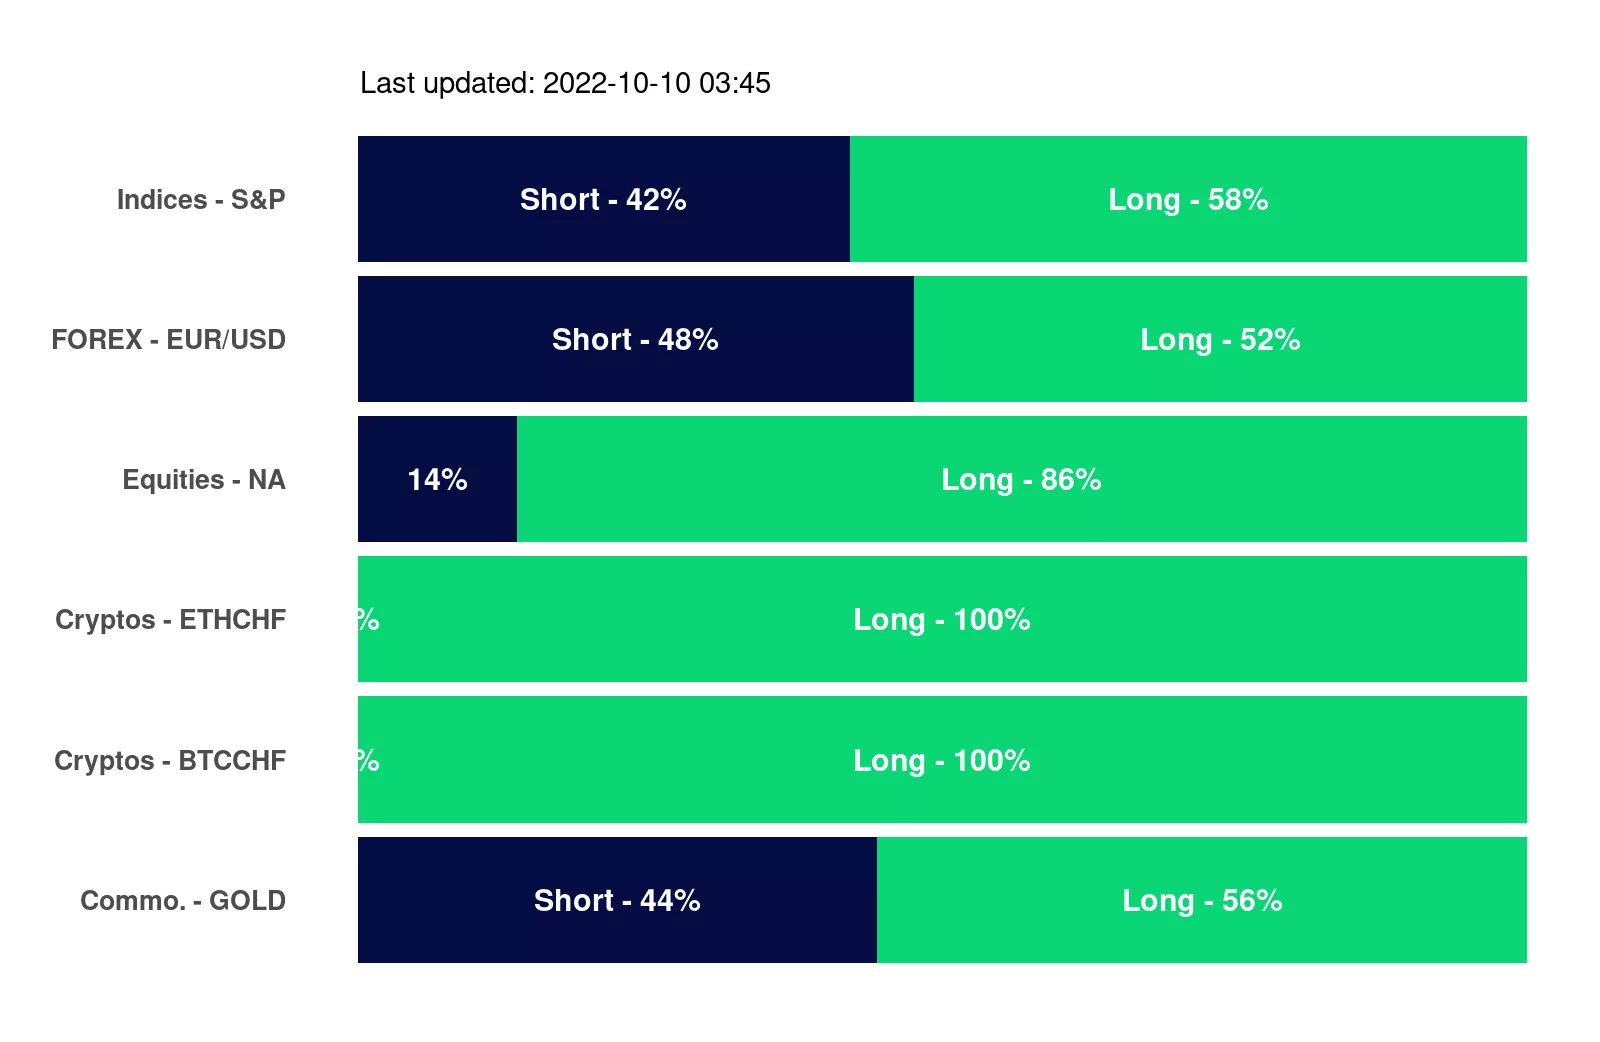 Last updated: 2022-10-10 03:45
Indices - S&P Short - 42% Long - 58%
FOREX - EUR/USD Short - 48% Long - 52%
Equities - NA 14% Long - 86%
Cryptos - ETHCHF % Long - 100%
Cryptos - BTCCHF % Long - 100%
Commo. - GOLD Short - 44% Long - 56%